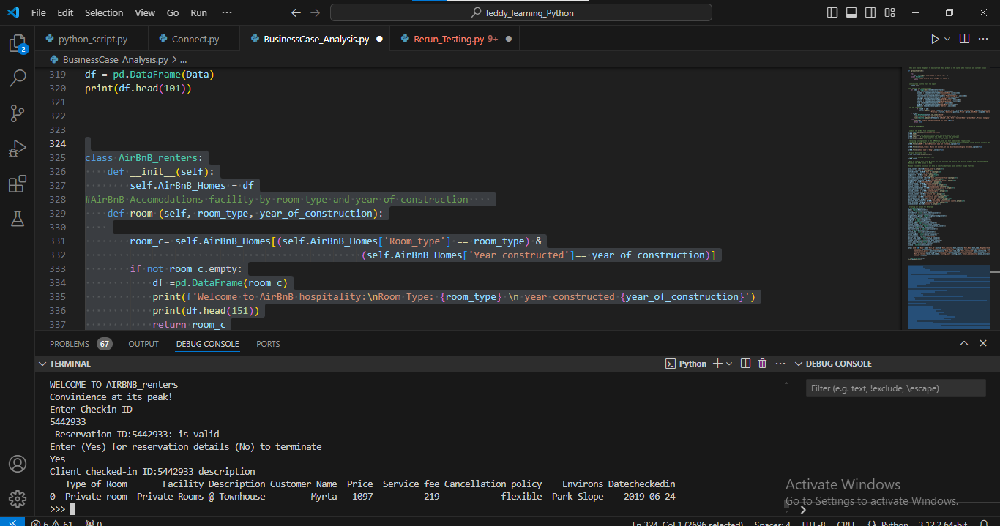 File Edit Selection View Go Run ··· ← → Teddy_learning_Python
python_script.py Connect.py BusinessCase_Analysis.py ● Rerun_Testing.py 9+ ●
2
BusinessCase_Analysis.py > ...
319 df = pd.DataFrame(Data)
320 print(df.head(101))
321
322
323
324
325 class AirBnB_renters:
326 def __init__(self):
327 self.AirBnB_Homes = df
328 #AirBnB Accomodations facility by room type and year of construction
329 def room (self, room_type, year_of_construction):
330
331 room_c= self.AirBnB_Homes[(self.AirBnB_Homes['Room_type'] == room_type) &
332 (self.AirBnB_Homes['Year_constructed']== year_of_construction)]
333 if not room_c.empty:
334 df =pd.DataFrame(room_c)
335 print(f'Welcome to AirBnB hospitality:\nRoom Type: {room_type} \n year constructed {year_of_construction}')
336 print(df.head(151))
337 return room_c
PROBLEMS 67 OUTPUT DEBUG CONSOLE PORTS
TERMINAL Python DEBUG CONSOLE
Filter (e.g. text, !exclude, \escape)
WELCOME TO AIRBNB_renters
Convinience at its peak!
Enter Checkin ID
5442933
Reservation ID:5442933: is valid
Enter (Yes) for reservation details (No) to terminate
Yes
Client checked-in ID:5442933 description
Type of Room Facility Description Customer Name Price Service_fee Cancellation_policy Environs Datecheckedin
0 Private room Private Rooms @ Townhouse Myrta 1097 219 flexible Park Slope 2019-06-24
>>>
Activate Windows
Go to Settings to activate Windows.
6 61 0 Ln 324, Col 1 (2696 selected) Spaces: 4 UTF-8 CRLF {} Python 3.12.2 64-bit